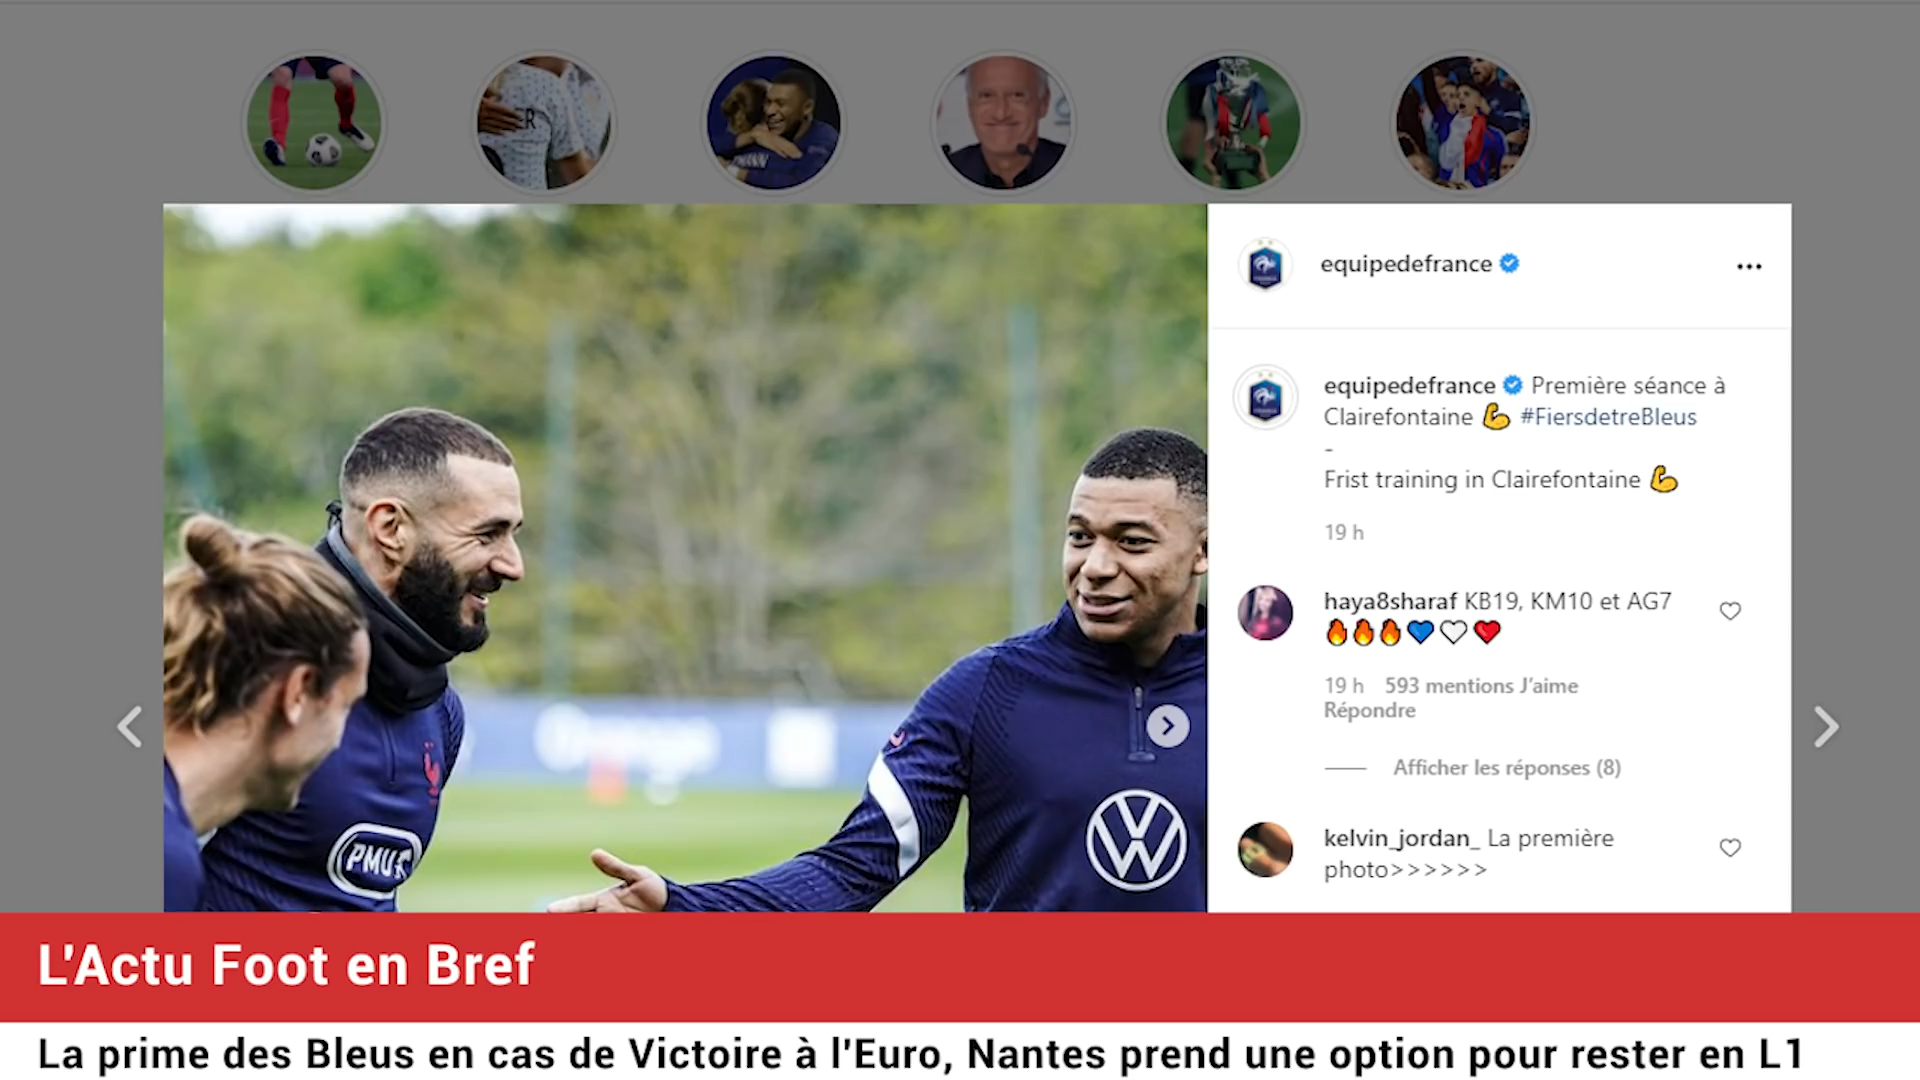 equipedefrance
equipedefrance Première séance à
Clairefontaine 💪 #FiersdetreBleus
-
Frist training in Clairefontaine 💪
19 h
haya8sharaf KB19, KM10 et AG7
🔥🔥🔥💙🤍❤️
19 h 593 mentions J'aime
Répondre
Afficher les réponses (8)
kelvin_jordan_ La première
photo>>>>>>
PMU
L'Actu Foot en Bref
La prime des Bleus en cas de Victoire à l'Euro, Nantes prend une option pour rester en L1